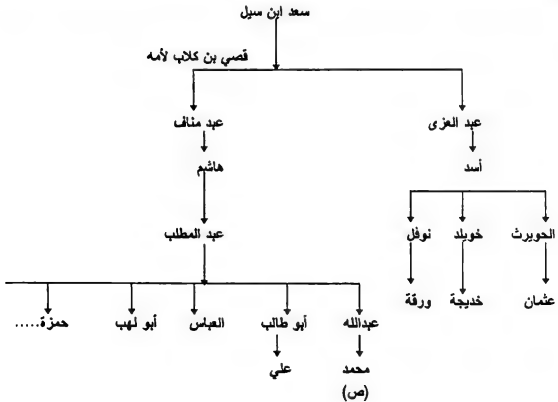 سعد ابن سيل
قصي بن كلاب لأمه
عبد العزى
عبد مناف
أسد
هاشم
الحويرث
خويلد
نوفل
عبد المطلب
عثمان
خديجة
ورقة
عبدالله
أبو طالب
العباس
أبو لهب
حمزة.....
محمد
(ص)
علي